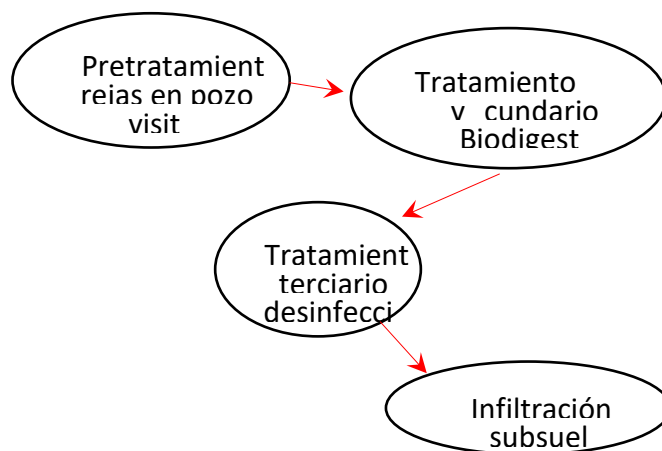 Pretratamient
rejas en pozo
visit
Tratamiento
y cundario
Biodigest
Tratamient
terciario
desinfecci
Infiltración
subsuel